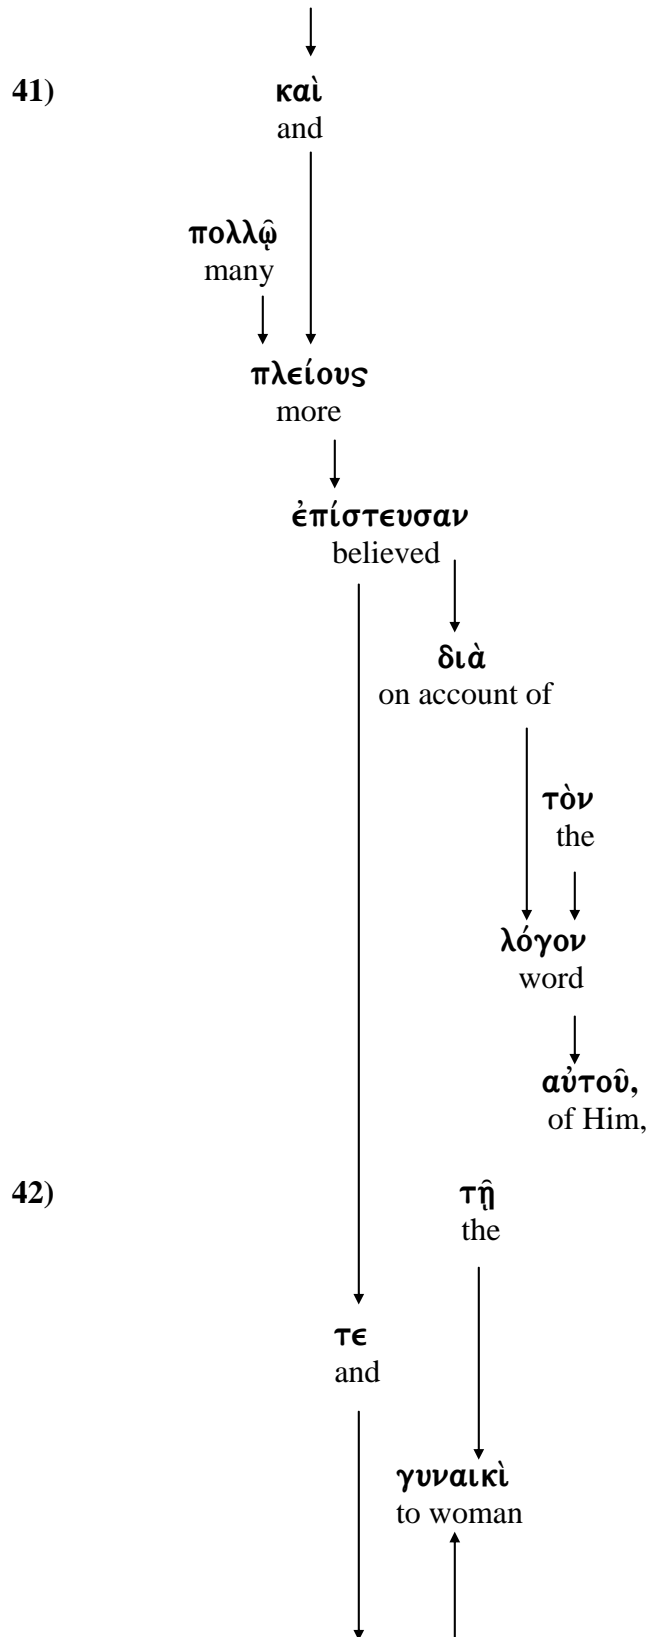 41)
καὶ
and
πολλῷ
many
πλείους
more
ἐπίστευσαν
believed
διὰ
on account of
τὸν
the
λόγον
word
αὐτοῦ,
of Him,
42)
τῇ
the
τε
and
γυναικὶ
to woman